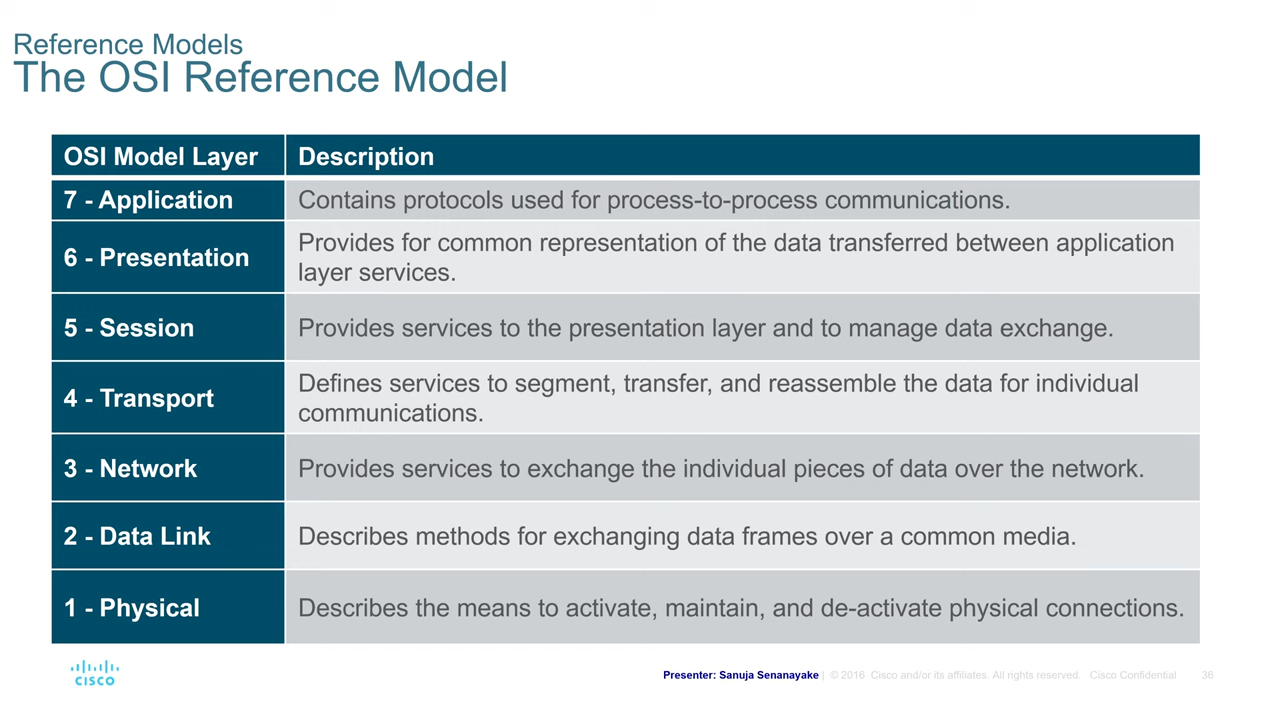 Reference Models
The OSI Reference Model
OSI Model Layer Description
7 - Application Contains protocols used for process-to-process communications.
6 - Presentation Provides for common representation of the data transferred between application
layer services.
5 - Session Provides services to the presentation layer and to manage data exchange.
4 - Transport Defines services to segment, transfer, and reassemble the data for individual
communications.
3 - Network Provides services to exchange the individual pieces of data over the network.
2 - Data Link Describes methods for exchanging data frames over a common media.
1 - Physical Describes the means to activate, maintain, and de-activate physical connections.
CISCO
Presenter: Sanuja Senanayake | © 2016 Cisco and/or its affiliates. All rights reserved. Cisco Confidential 36